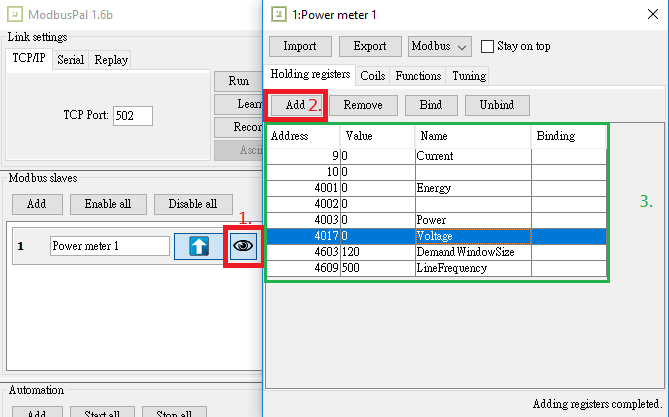 ModbusPal 1.6b
Link settings
TCP/IP Serial Replay
TCP Port: 502
Run
Learn
Recor
Ascii
Modbus slaves
Add Enable all Disable all
1.
1 Power meter 1
Automation
Add Start all Stop all
1:Power meter 1
Import Export Modbus Stay on top
Holding registers Coils Functions Tuning
Add 2. Remove Bind Unbind
Address Value Name Binding
9 0 Current
10 0
4001 0 Energy
4002 0
4003 0 Power
4017 0 Voltage
4603 120 DemandWindowSize
4609 500 LineFrequency
3.
Adding registers completed.